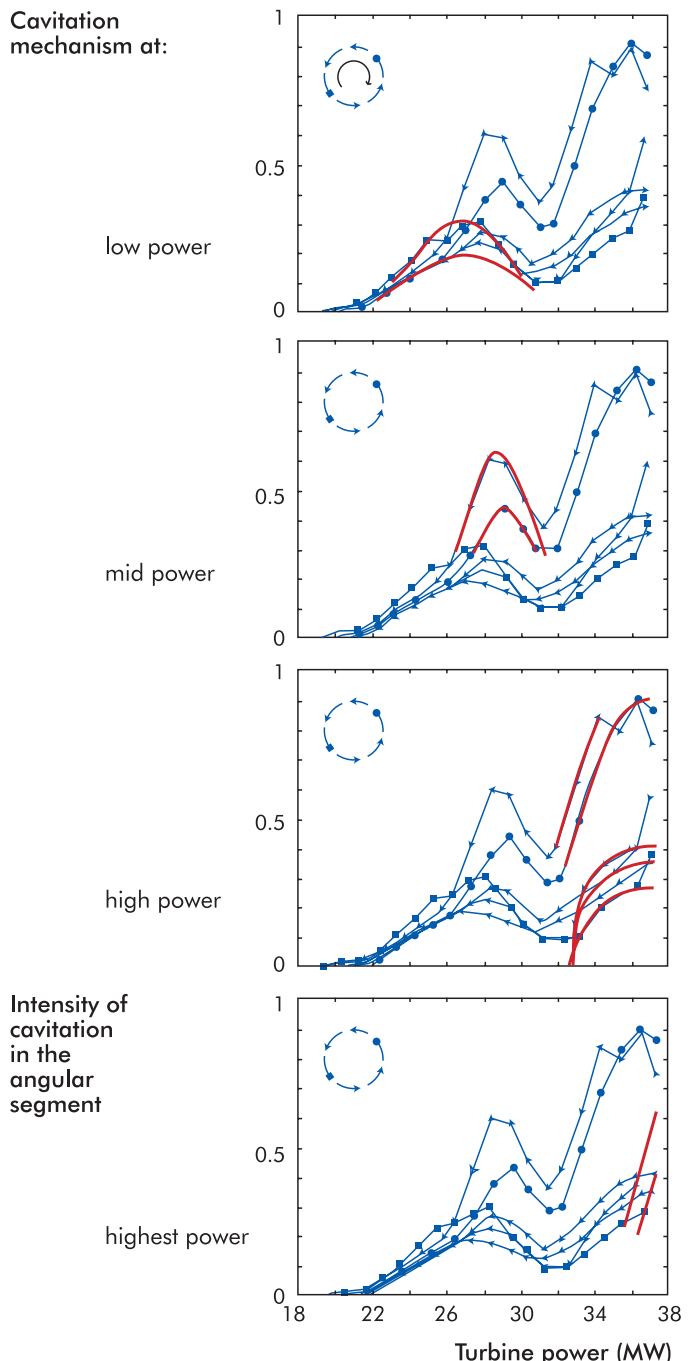 Cavitation
mechanism at:
1
0.5
low power
0
1
0.5
mid power
0
1
0.5
high power
0
Intensity of
cavitation
in the
angular
segment
1
0.5
highest power
0
18 22 26 30 34 38
Turbine power (MW)